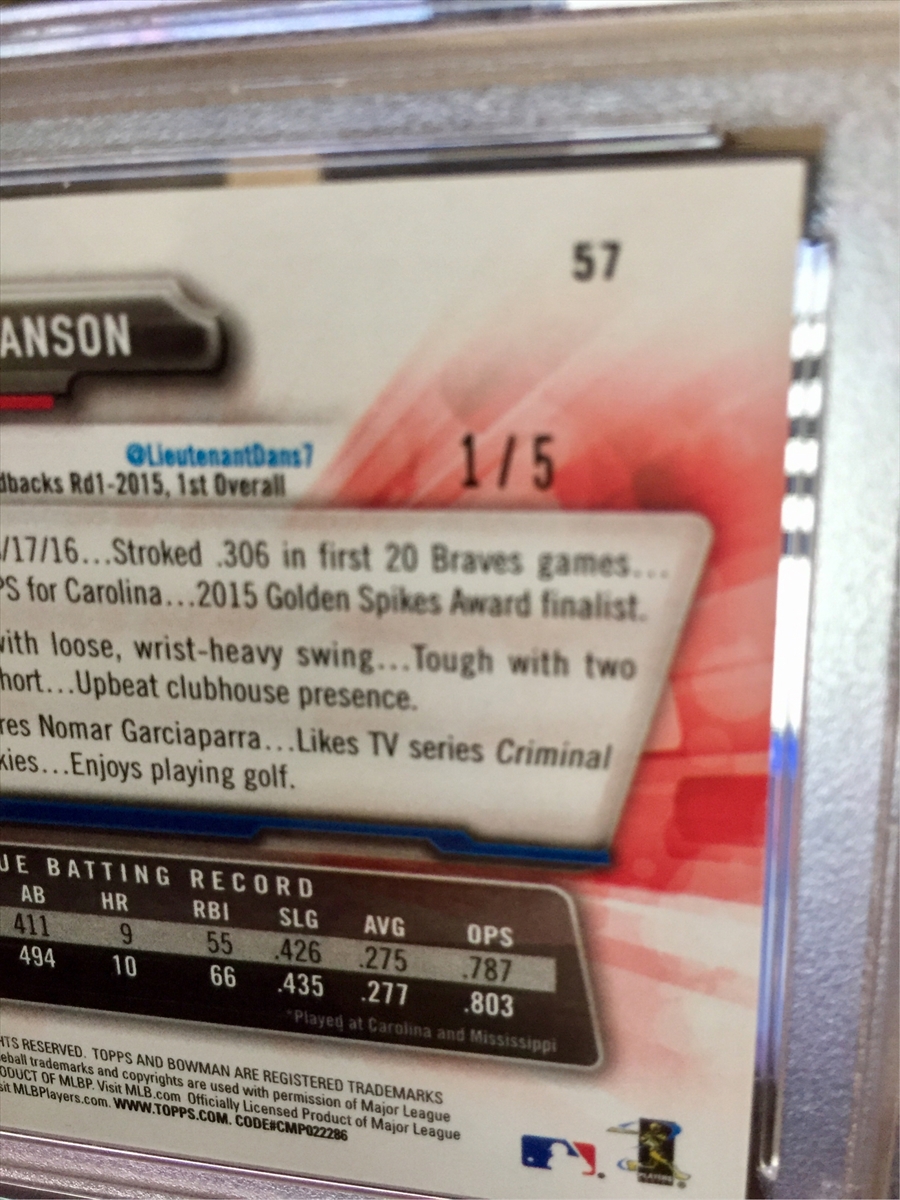 57
ANSON
@LieutenantDans7
1/5
dbacks Rd1-2015, 1st Overall
/17/16...Stroked .306 in first 20 Braves games...
PS for Carolina...2015 Golden Spikes Award finalist.
with loose, wrist-heavy swing...Tough with two
hort...Upbeat clubhouse presence.
res Nomar Garciaparra...Likes TV series Criminal
kies...Enjoys playing golf.
UE BATTING RECORD
AB HR RBI SLG AVG OPS
411 9 55 .426 .275 .787
494 10 66 .435 .277 .803
*Played at Carolina and Mississippi
HTS RESERVED. TOPPS AND BOWMAN ARE REGISTERED TRADEMARKS
eball trademarks and copyrights are used with permission of Major League
ODUCT OF MLBP. Visit MLB.com Officially Licensed Product of Major League
sit MLBPlayers.com. WWW.TOPPS.COM. CODE#CMP022286
PLAYERS